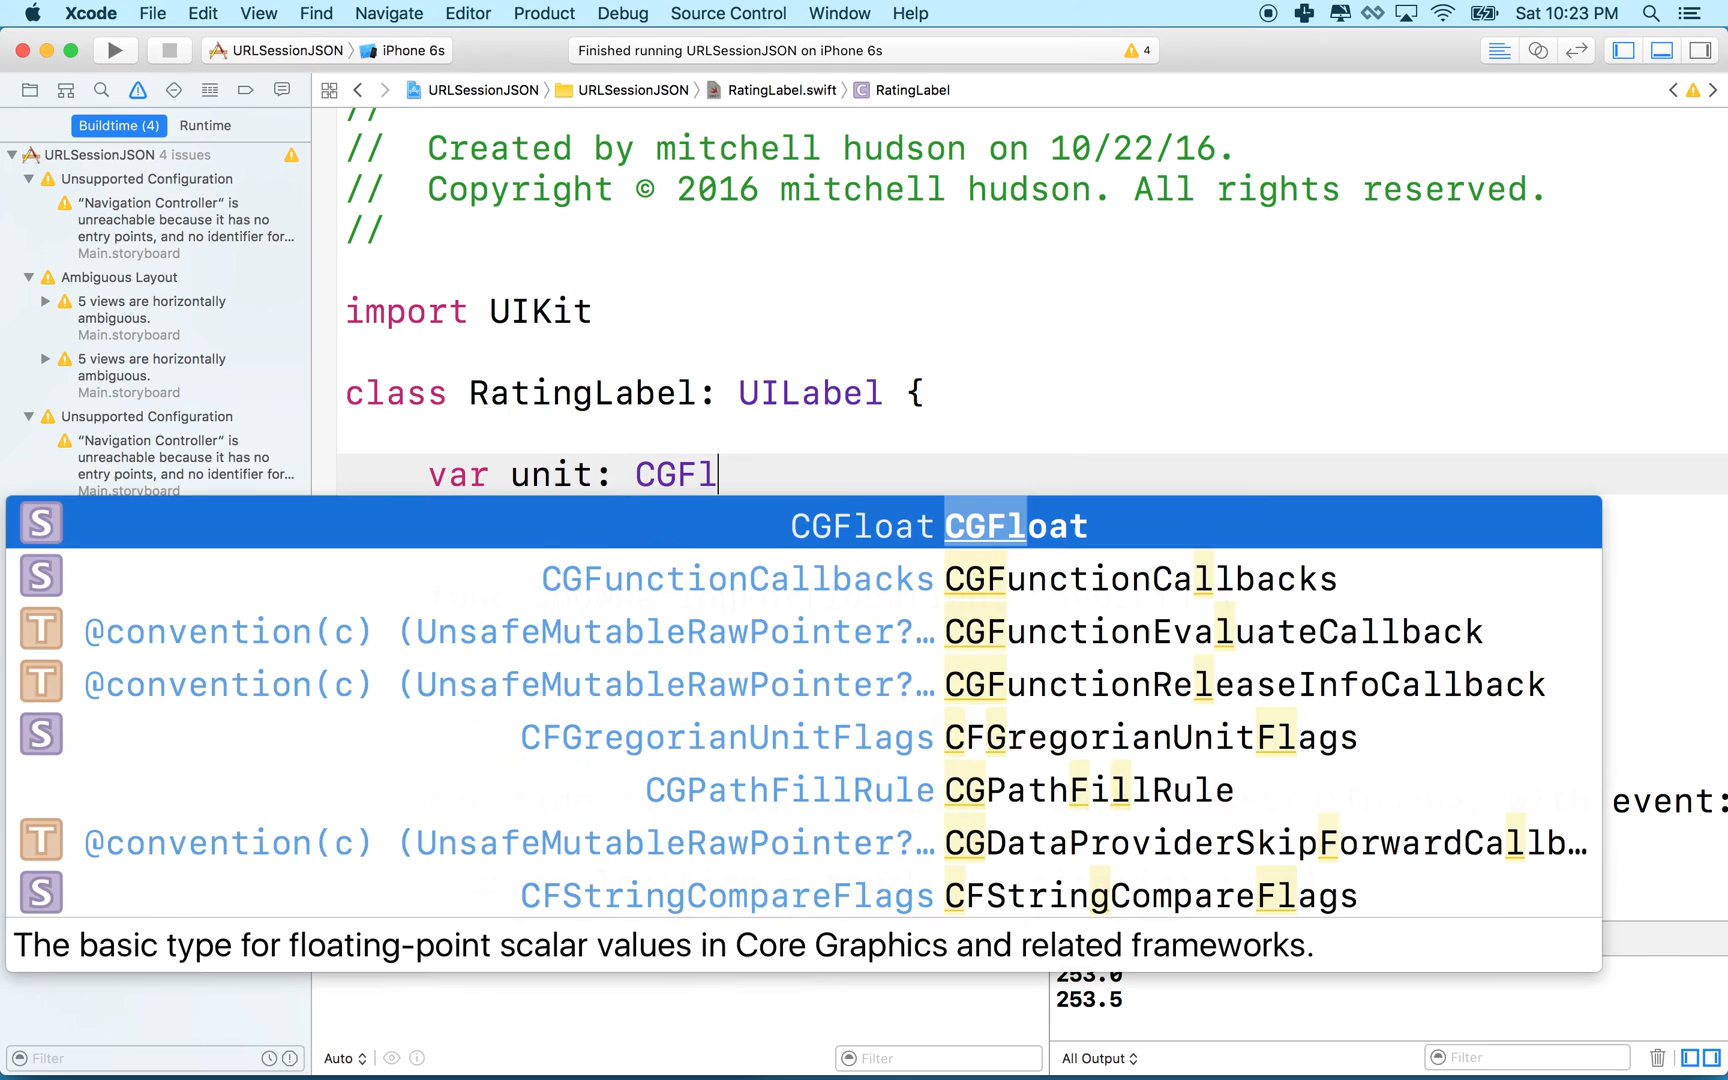 Xcode File Edit View Find Navigate Editor Product Debug Source Control Window Help Sat 10:23 PM
URLSessionJSON iPhone 6s Finished running URLSessionJSON on iPhone 6s 4
URLSessionJSON URLSessionJSON RatingLabel.swift RatingLabel
Buildtime (4) Runtime
URLSessionJSON 4 issues
Unsupported Configuration
“Navigation Controller“ is
unreachable because it has no
entry points, and no identifier for...
Main.storyboard
Ambiguous Layout
5 views are horizontally
ambiguous.
Main.storyboard
5 views are horizontally
ambiguous.
Main.storyboard
Unsupported Configuration
“Navigation Controller“ is
unreachable because it has no
entry points, and no identifier for...
Main.storyboard
//
// Created by mitchell hudson on 10/22/16.
// Copyright © 2016 mitchell hudson. All rights reserved.
//
import UIKit
class RatingLabel: UILabel {
var unit: CGFl
S CGFloat CGFloat
S CGFunctionCallbacks CGFunctionCallbacks
T @convention(c) (UnsafeMutableRawPointer?… CGFunctionEvaluateCallback
T @convention(c) (UnsafeMutableRawPointer?… CGFunctionReleaseInfoCallback
S CFGregorianUnitFlags CFGregorianUnitFlags
CGPathFillRule CGPathFillRule
event:
T @convention(c) (UnsafeMutableRawPointer?… CGDataProviderSkipForwardCallb…
S CFStringCompareFlags CFStringCompareFlags
The basic type for floating-point scalar values in Core Graphics and related frameworks.
253.0
253.5
Filter Auto Filter All Output Filter